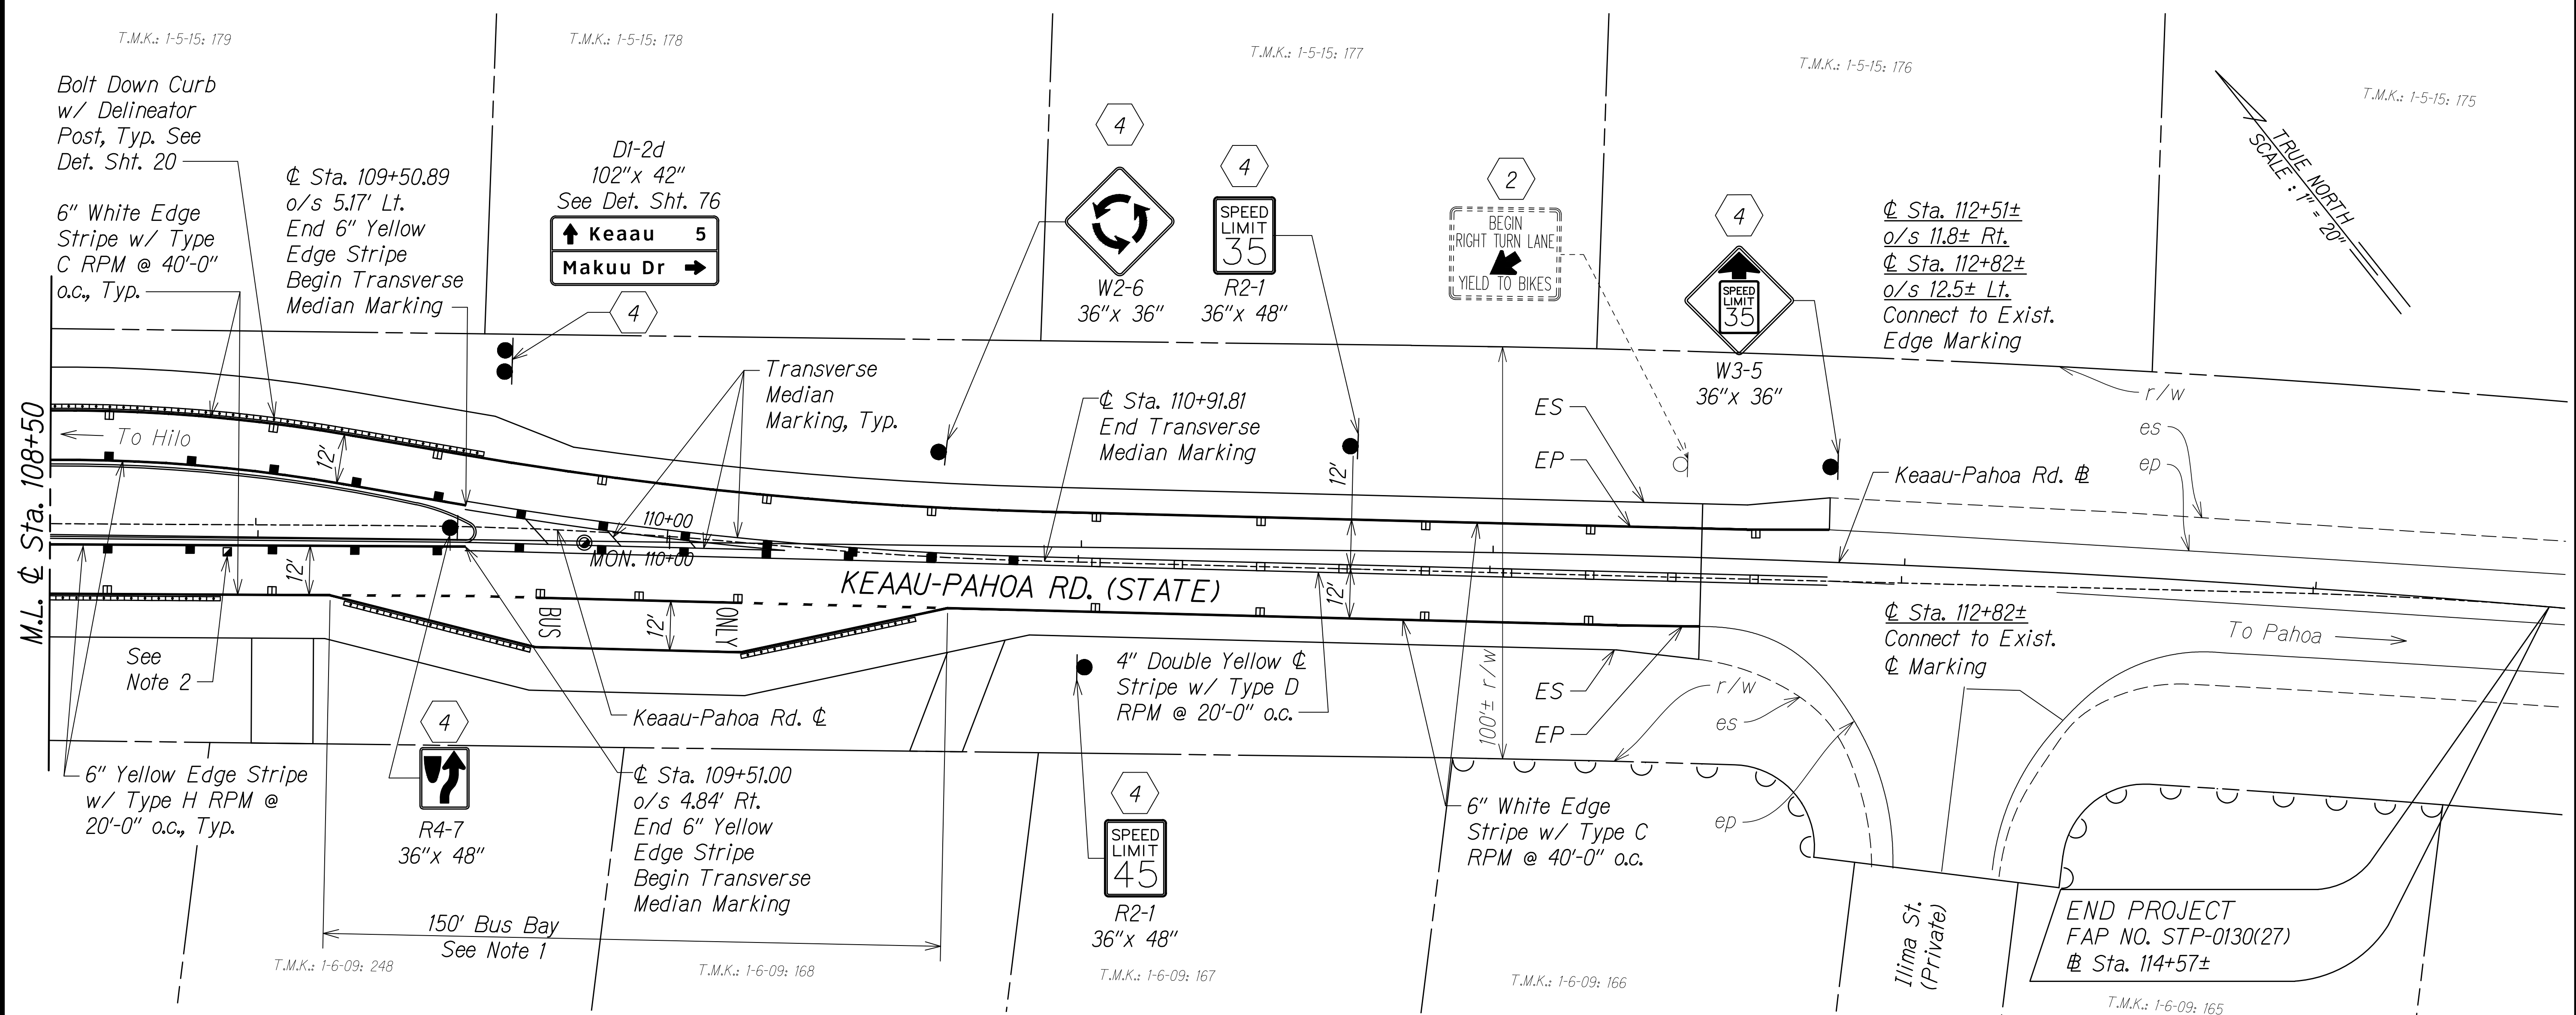 T.M.K.: 1-5-15: 179
T.M.K.: 1-5-15: 178
T.M.K.: 1-5-15: 177
T.M.K.: 1-5-15: 176
T.M.K.: 1-5-15: 175
Bolt Down Curb
w/ Delineator
Post, Typ. See
Det. Sht. 20
6" White Edge
Stripe w/ Type
C RPM @ 40'-0"
o.c., Typ.
℄ Sta. 109+50.89
o/s 5.17' Lt.
End 6" Yellow
Edge Stripe
Begin Transverse
Median Marking
D1-2d
102"x 42"
See Det. Sht. 76
↑ Keaau 5
Makuu Dr →
4
4
W2-6
36"x 36"
4
SPEED
LIMIT
35
R2-1
36"x 48"
2
BEGIN
RIGHT TURN LANE
YIELD TO BIKES
4
SPEED
LIMIT
35
W3-5
36"x 36"
℄ Sta. 112+51±
o/s 11.8± Rt.
℄ Sta. 112+82±
o/s 12.5± Lt.
Connect to Exist.
Edge Marking
TRUE NORTH
SCALE : 1" = 20'
M.L. ℄ Sta. 108+50
To Hilo
12'
Transverse
Median
Marking, Typ.
℄ Sta. 110+91.81
End Transverse
Median Marking
12'
ES
EP
r/w
es
ep
Keaau-Pahoa Rd. B̵L
110+00
MON. 110+00
12'
KEAAU-PAHOA RD. (STATE)
12'
BUS
12'
ONLY
See
Note 2
Keaau-Pahoa Rd. ℄
4" Double Yellow ℄
Stripe w/ Type D
RPM @ 20'-0" o.c.
100'± r/w
ES
EP
r/w
es
ep
℄ Sta. 112+82±
Connect to Exist.
℄ Marking
To Pahoa
6" Yellow Edge Stripe
w/ Type H RPM @
20'-0" o.c., Typ.
4
R4-7
36"x 48"
℄ Sta. 109+51.00
o/s 4.84' Rt.
End 6" Yellow
Edge Stripe
Begin Transverse
Median Marking
4
SPEED
LIMIT
45
R2-1
36"x 48"
6" White Edge
Stripe w/ Type C
RPM @ 40'-0" o.c.
150' Bus Bay
See Note 1
Ilima St.
(Private)
END PROJECT
FAP NO. STP-0130(27)
B̵L Sta. 114+57±
T.M.K.: 1-6-09: 248
T.M.K.: 1-6-09: 168
T.M.K.: 1-6-09: 167
T.M.K.: 1-6-09: 166
T.M.K.: 1-6-09: 165